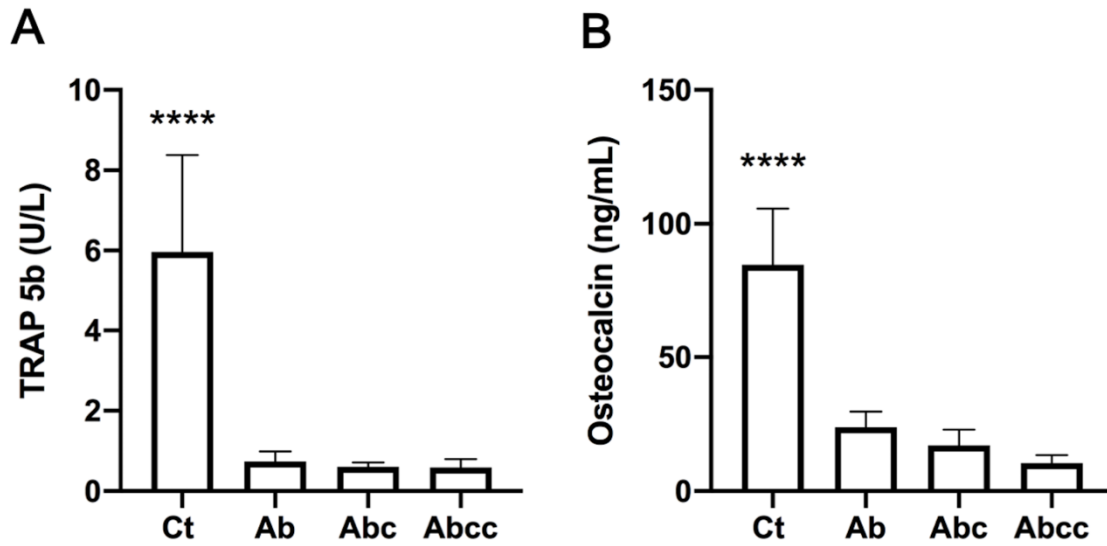 A
TRAP 5b (U/L)
10
8
6
4
2
0
****
Ct Ab Abc Abcc
B
Osteocalcin (ng/mL)
150
100
50
0
****
Ct Ab Abc Abcc